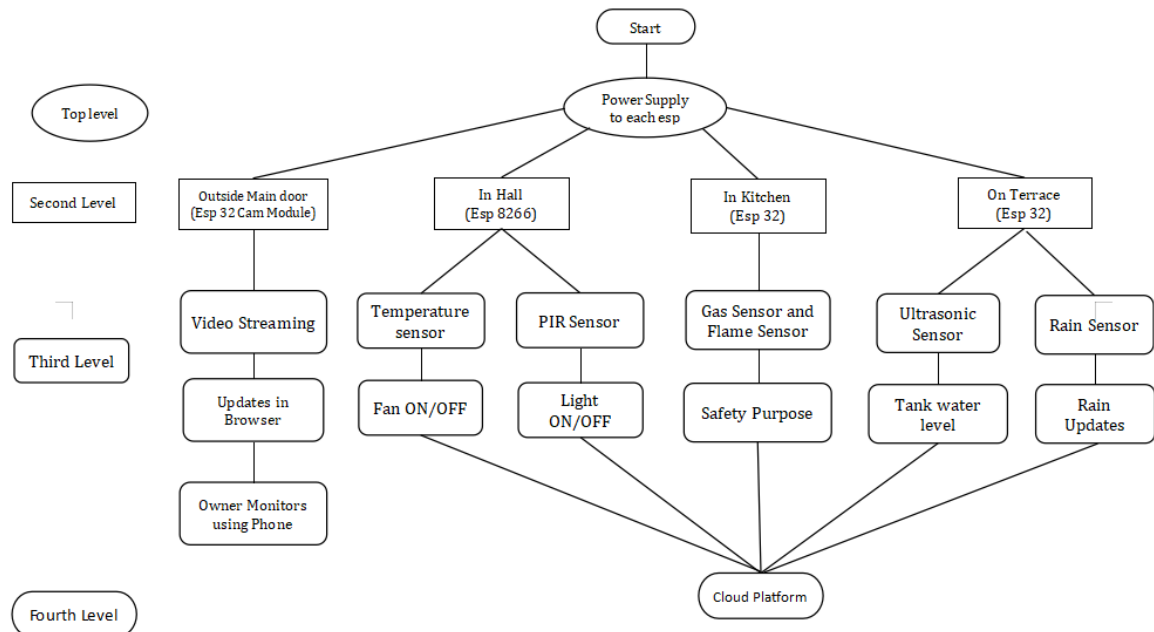 Start
Top level
Power Supply
to each esp
Second Level
Outside Main door
(Esp 32 Cam Module)
In Hall
(Esp 8266)
In Kitchen
(Esp 32)
On Terrace
(Esp 32)
Third Level
Video Streaming
Temperature
sensor
PIR Sensor
Gas Sensor and
Flame Sensor
Ultrasonic
Sensor
Rain Sensor
Updates in
Browser
Fan ON/OFF
Light
ON/OFF
Safety Purpose
Tank water
level
Rain
Updates
Owner Monitors
using Phone
Fourth Level
Cloud Platform